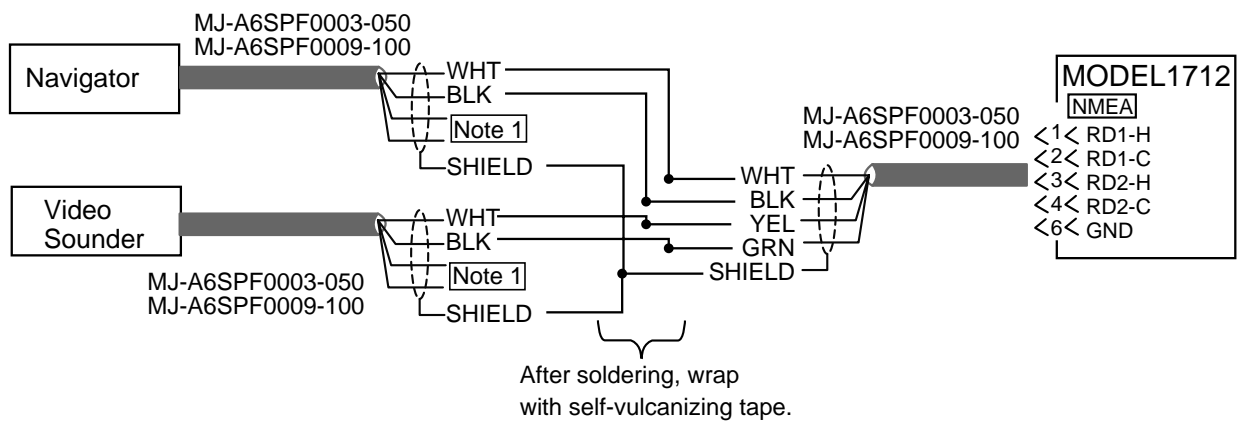 MJ-A6SPF0003-050
MJ-A6SPF0009-100
Navigator
WHT
BLK
Note 1
SHIELD
Video
Sounder
WHT
BLK
Note 1
SHIELD
MJ-A6SPF0003-050
MJ-A6SPF0009-100
After soldering, wrap
with self-vulcanizing tape.
WHT
BLK
YEL
GRN
SHIELD
MJ-A6SPF0003-050
MJ-A6SPF0009-100
MODEL1712
NMEA
1 RD1-H
2 RD1-C
3 RD2-H
4 RD2-C
6 GND